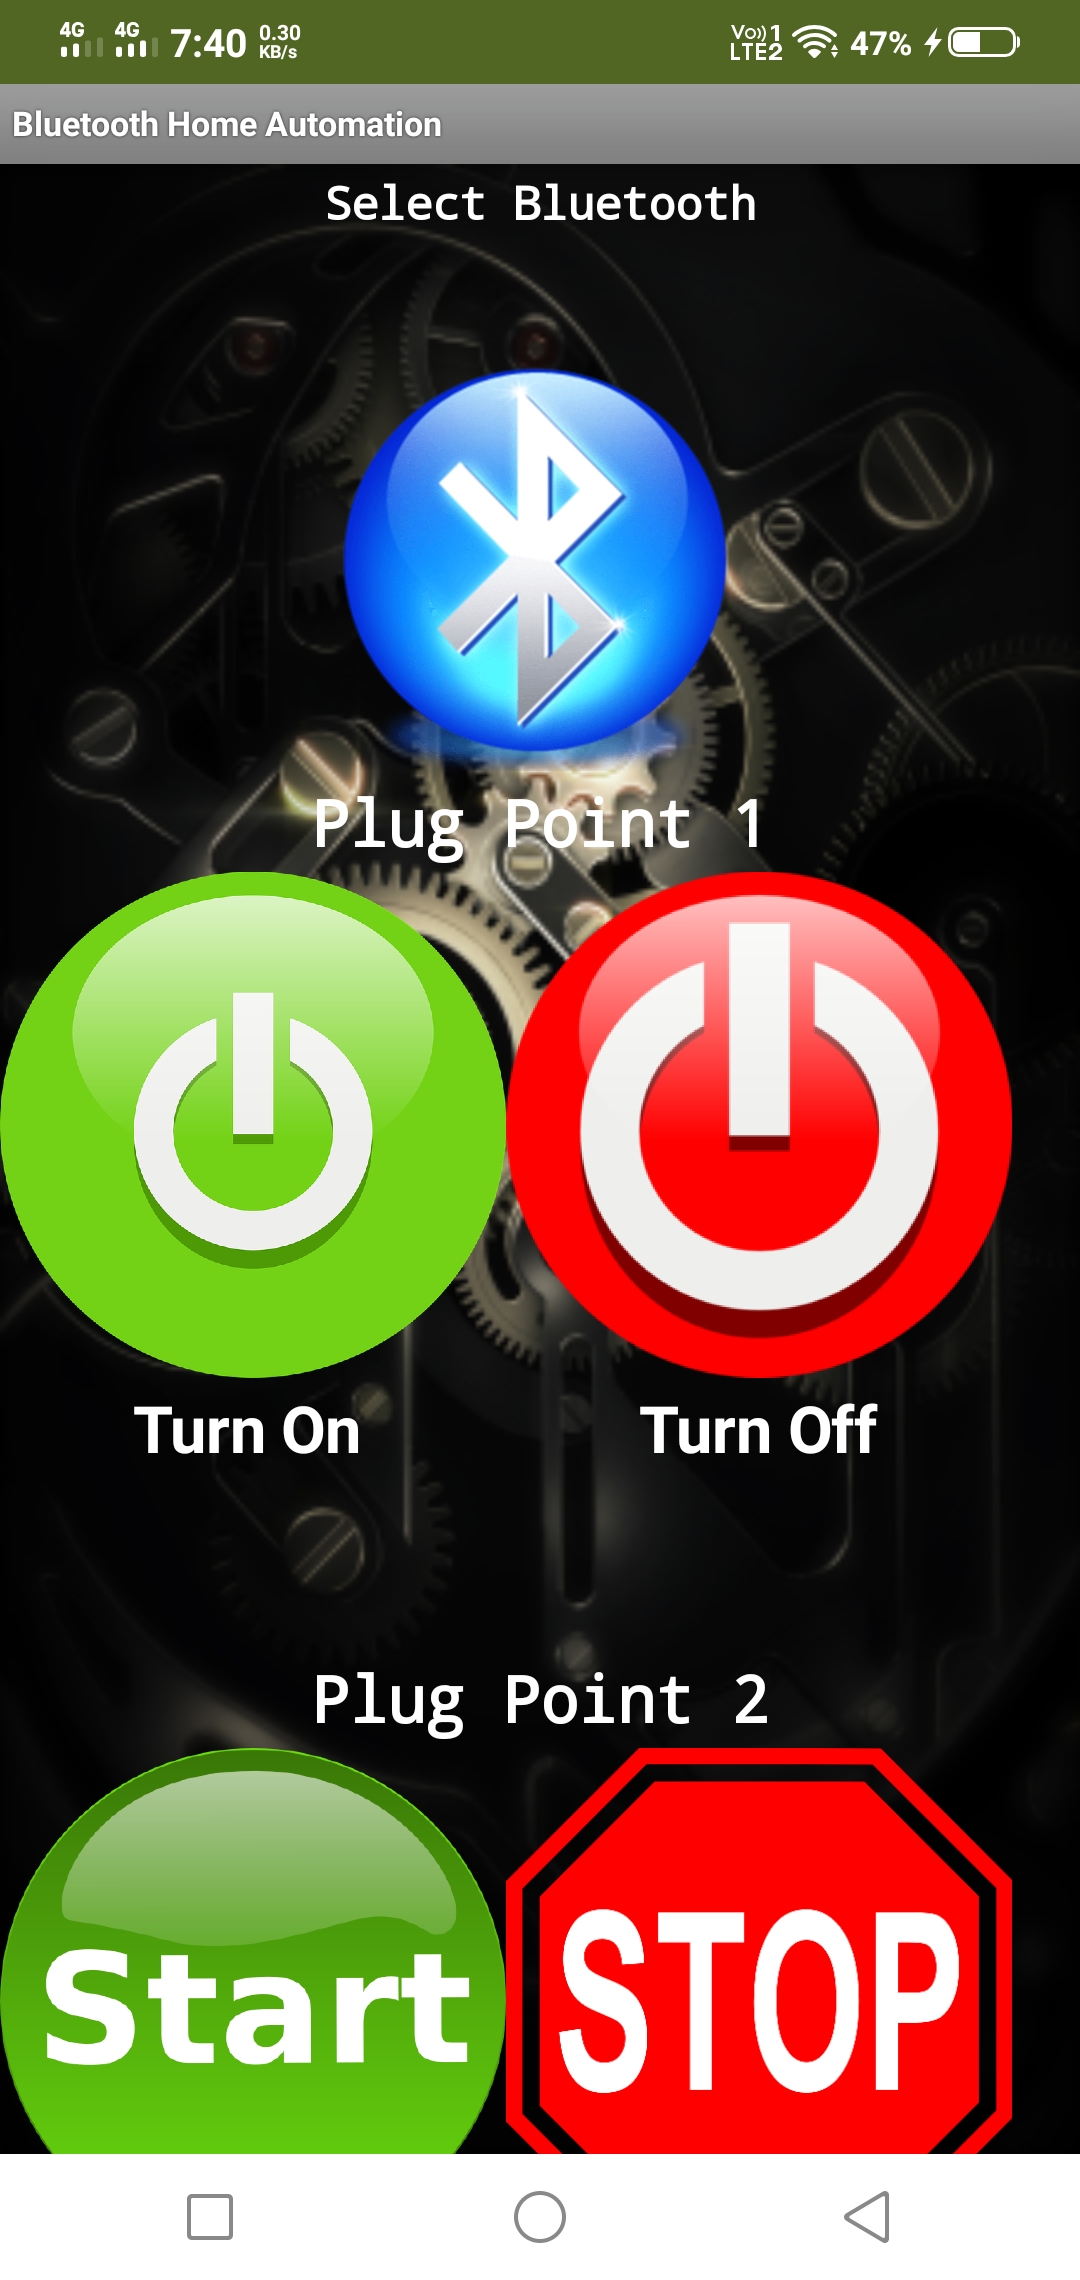 4G 4G 7:40 0.30 KB/s Vo)) 1 LTE2 47%
Bluetooth Home Automation
Select Bluetooth
Plug Point 1
Turn On Turn Off
Plug Point 2
Start STOP